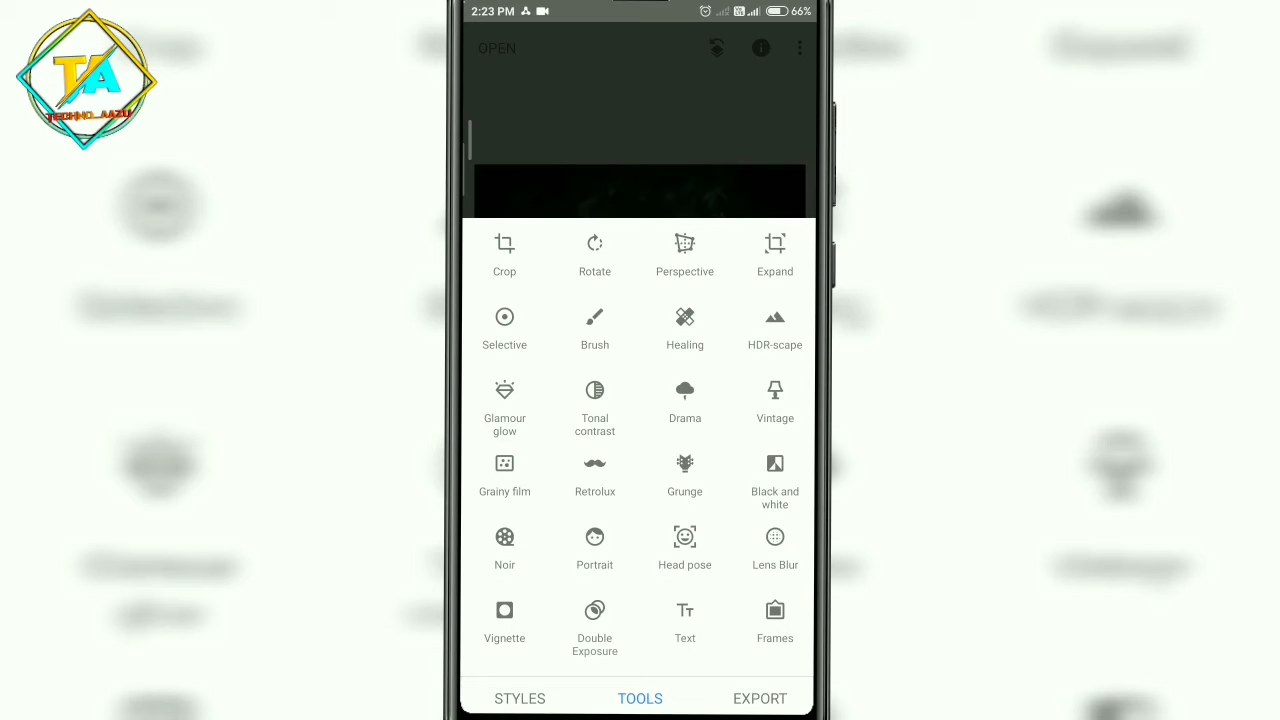 2:23 PM
66%
TA
TECHNO_AAZU
OPEN
Crop
Rotate
Perspective
Expand
Selective
Brush
Healing
HDR-scape
Glamour
glow
Tonal
contrast
Drama
Vintage
Grainy film
Retrolux
Grunge
Black and
white
Noir
Portrait
Head pose
Lens Blur
Vignette
Double
Exposure
Text
Frames
STYLES
TOOLS
EXPORT